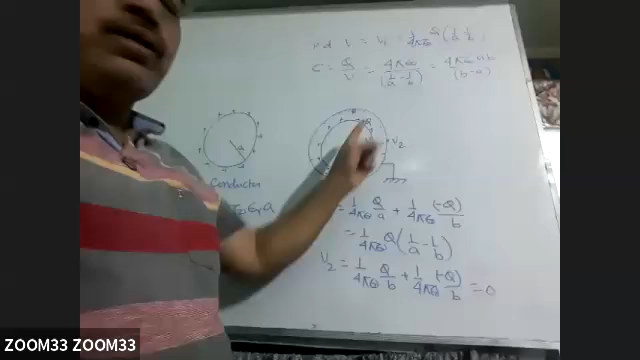 p.d V = V₁ = 1/4πϵ₀ Q (1/a - 1/b)
C = Q/V = 4πϵ₀/(1/a - 1/b) = 4πϵ₀ab/(b-a)
a
Q
V₂
Conductor
= 1/4πϵ₀ Q/a + 1/4πϵ₀ (-Q)/b
= 1/4πϵ₀ Q (1/a - 1/b)
V₂ = 1/4πϵ₀ Q/b + 1/4πϵ₀ (-Q)/b = 0
ZOOM33 ZOOM33